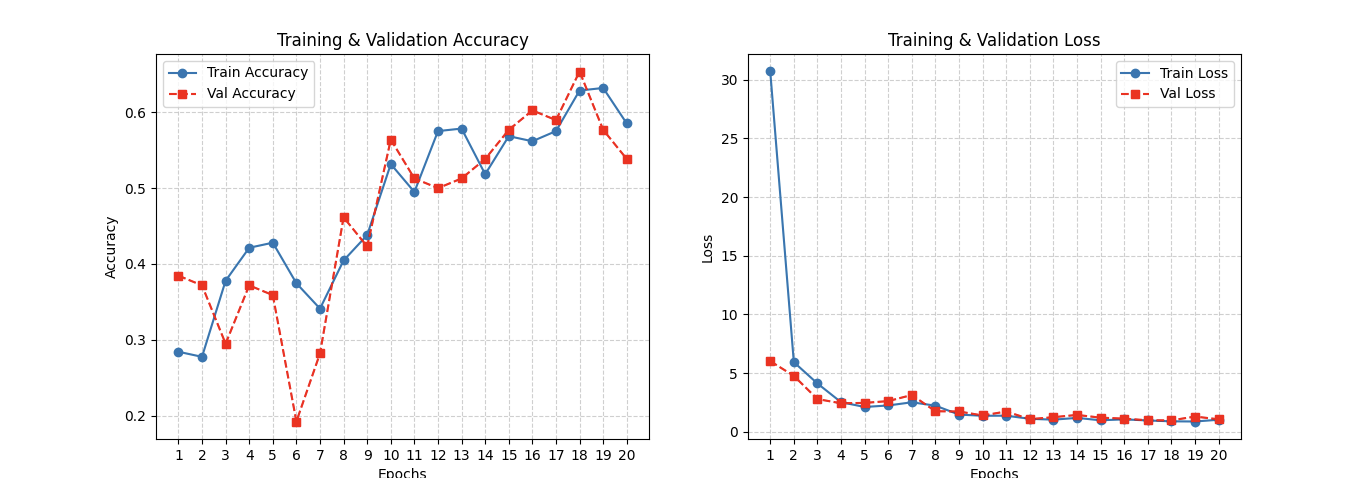 Training & Validation Accuracy
Train Accuracy
Val Accuracy
0.6
0.5
0.4
0.3
0.2
Accuracy
1 2 3 4 5 6 7 8 9 10 11 12 13 14 15 16 17 18 19 20
Epochs
Training & Validation Loss
Train Loss
Val Loss
30
25
20
15
10
5
0
Loss
1 2 3 4 5 6 7 8 9 10 11 12 13 14 15 16 17 18 19 20
Epochs